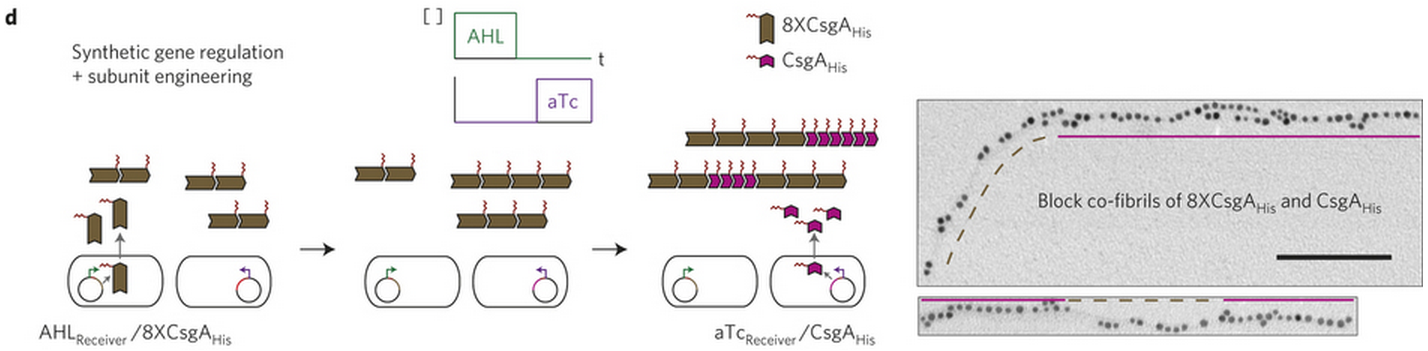 d
Synthetic gene regulation
+ subunit engineering
[ ]
AHL
t
aTc
8XCsgAHis
CsgAHis
AHLReceiver/8XCsgAHis
aTcReceiver/CsgAHis
Block co-fibrils of 8XCsgAHis and CsgAHis